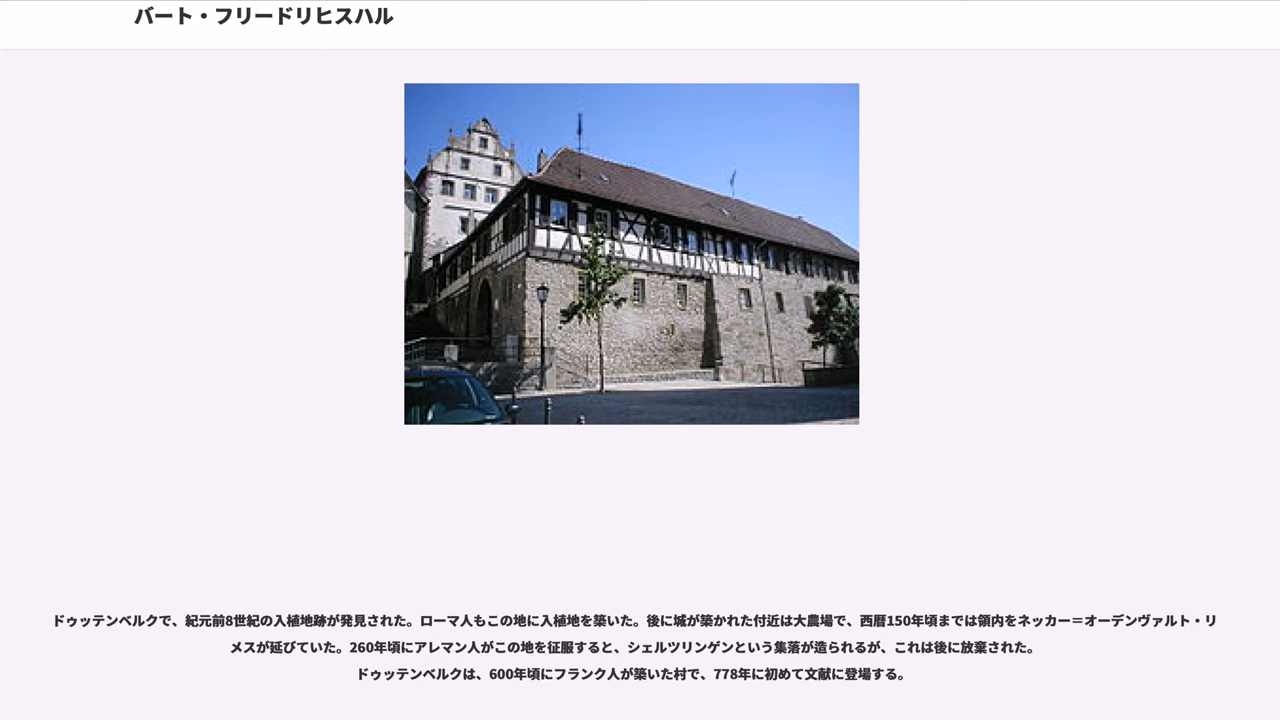 バート・フリードリヒスハル
ドゥッテンベルクで、紀元前8世紀の入植地跡が発見された。ローマ人もこの地に入植地を築いた。後に城が築かれた付近は大農場で、西暦150年頃までは領内をネッカー＝オーデンヴァルト・リ
メスが延びていた。260年頃にアレマン人がこの地を征服すると、シェルツリンゲンという集落が造られるが、これは後に放棄された。
ドゥッテンベルクは、600年頃にフランク人が築いた村で、778年に初めて文献に登場する。